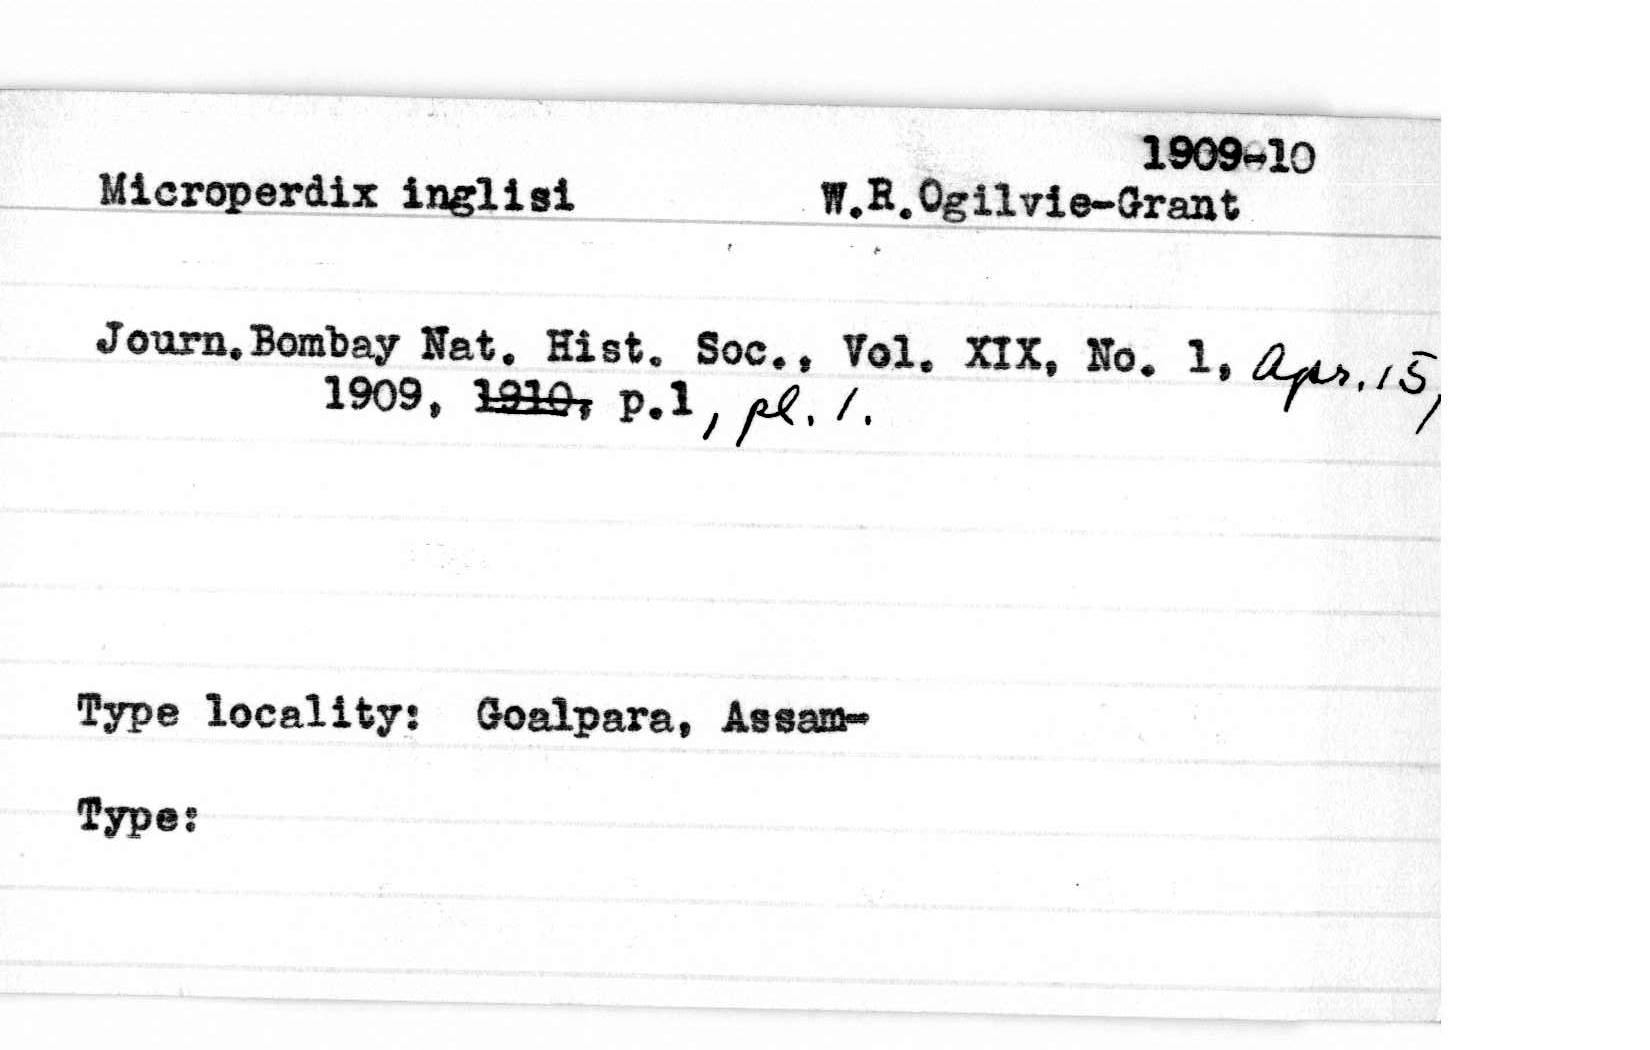 1909-10
Microperdix inglisi W.R.Ogilvie-Grant
Journ.Bombay Nat. Hist. Soc., Vol. XIX, No. 1, Apr. 15,
1909, 1910, p.1, pl. 1.
Type locality: Goalpara, Assam-
Type: